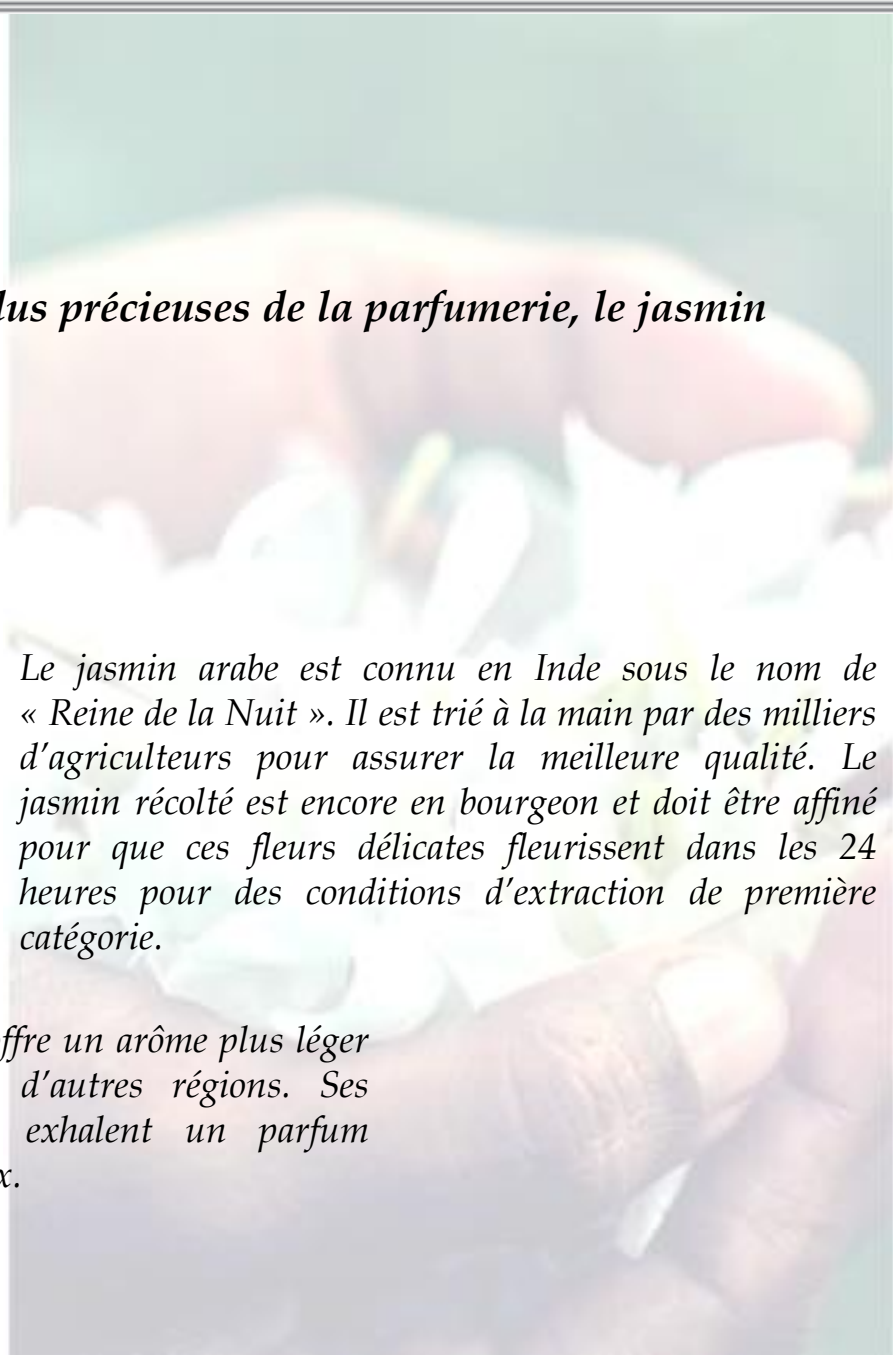 précieuses de la parfumerie, le jasmin
Le jasmin arabe est connu en Inde sous le nom de
« Reine de la Nuit ». Il est trié à la main par des milliers
d'agriculteurs pour assurer la meilleure qualité. Le
jasmin récolté est encore en bourgeon et doit être affiné
pour que ces fleurs délicates fleurissent dans les 24
heures pour des conditions d'extraction de première
catégorie.
un arôme plus léger
d'autres régions. Ses
exhalent un parfum